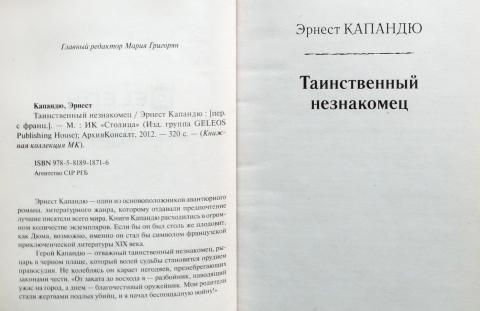 Главный редактор Мария Григорян
Капандю, Эрнест
Таинственный незнакомец / Эрнест Капандю : [пер.
с франц.]. — М. : ИК «Столица» (Изд. группа GELEOS
Publishing House); АрхивКонсалт, 2012. — 320 с. — (Книж-
ная коллекция МК).
ISBN 978-5-8189-1871-6
Агентство CIP РГБ
Эрнест Капандю — один из основоположников авантюрного
романа, литературного жанра, которому отдавали предпочтение
лучшие писатели всего мира. Книги Капандю расходились в огром-
ном количестве экземпляров. Если бы он был столь же плодовит,
как Дюма, возможно, именно он стал бы символом французской
приключенческой литературы XIX века.
Герой Капандю — отважный таинственный незнакомец, ры-
царь в черном плаще, который волей судьбы становится орудием
правосудия. Не колеблясь он карает негодяев, пренебрегающих
законами чести. «От заката до восхода я — разбойник, наводящий
ужас на город, а днем — благочестивый оружейник. Мои родители
стали жертвами подлых убийц, и я начал беспощадную войну!»
Эрнест КАПАНДЮ
Таинственный
незнакомец